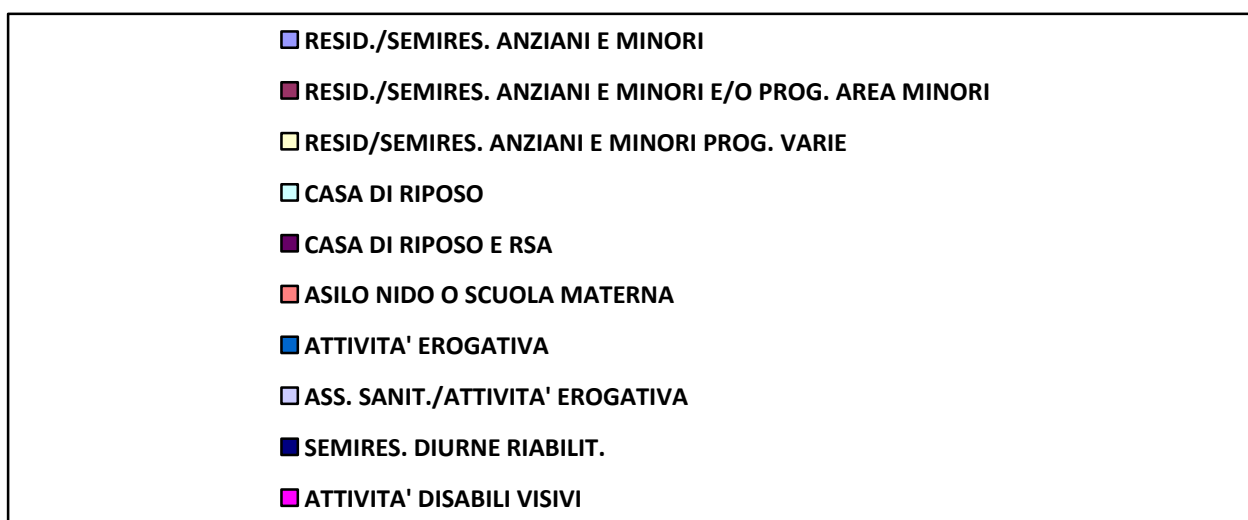 RESID./SEMIRES. ANZIANI E MINORI
RESID./SEMIRES. ANZIANI E MINORI E/O PROG. AREA MINORI
RESID/SEMIRES. ANZIANI E MINORI PROG. VARIE
CASA DI RIPOSO
CASA DI RIPOSO E RSA
ASILO NIDO O SCUOLA MATERNA
ATTIVITA' EROGATIVA
ASS. SANIT./ATTIVITA' EROGATIVA
SEMIRES. DIURNE RIABILIT.
ATTIVITA' DISABILI VISIVI